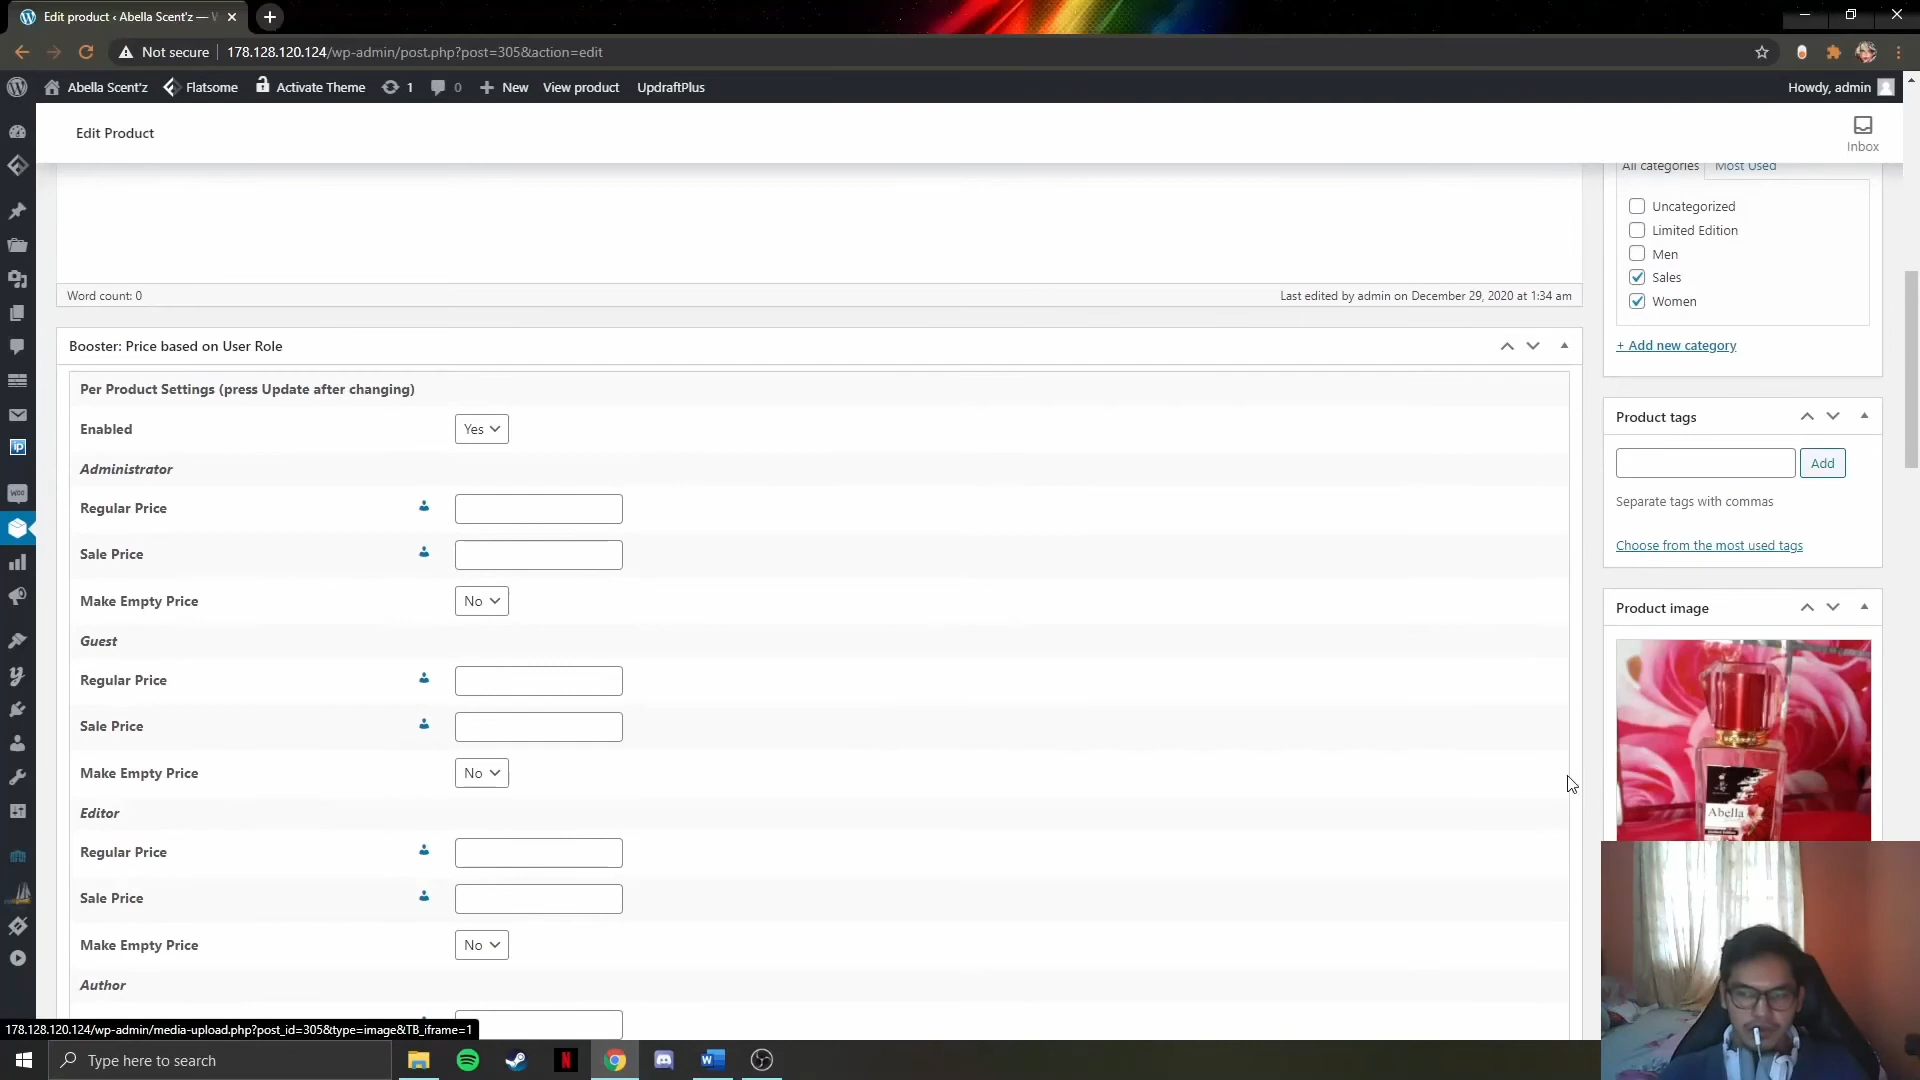 Edit product ‹ Abella Scent'z — W
Not secure
178.128.120.124/wp-admin/post.php?post=305&action=edit
Abella Scent'z
Flatsome
Activate Theme
1
0
New
View product
UpdraftPlus
Howdy, admin
Edit Product
Inbox
All categories
Most Used
Uncategorized
Limited Edition
Men
Sales
Women
+ Add new category
Word count: 0
Last edited by admin on December 29, 2020 at 1:34 am
Booster: Price based on User Role
Per Product Settings (press Update after changing)
Enabled
Yes
Administrator
Regular Price
Sale Price
Make Empty Price
No
Guest
Regular Price
Sale Price
Make Empty Price
No
Editor
Regular Price
Sale Price
Make Empty Price
No
Author
Product tags
Add
Separate tags with commas
Choose from the most used tags
Product image
Abella
178.128.120.124/wp-admin/media-upload.php?post_id=305&type=image&TB_iframe=1
Type here to search